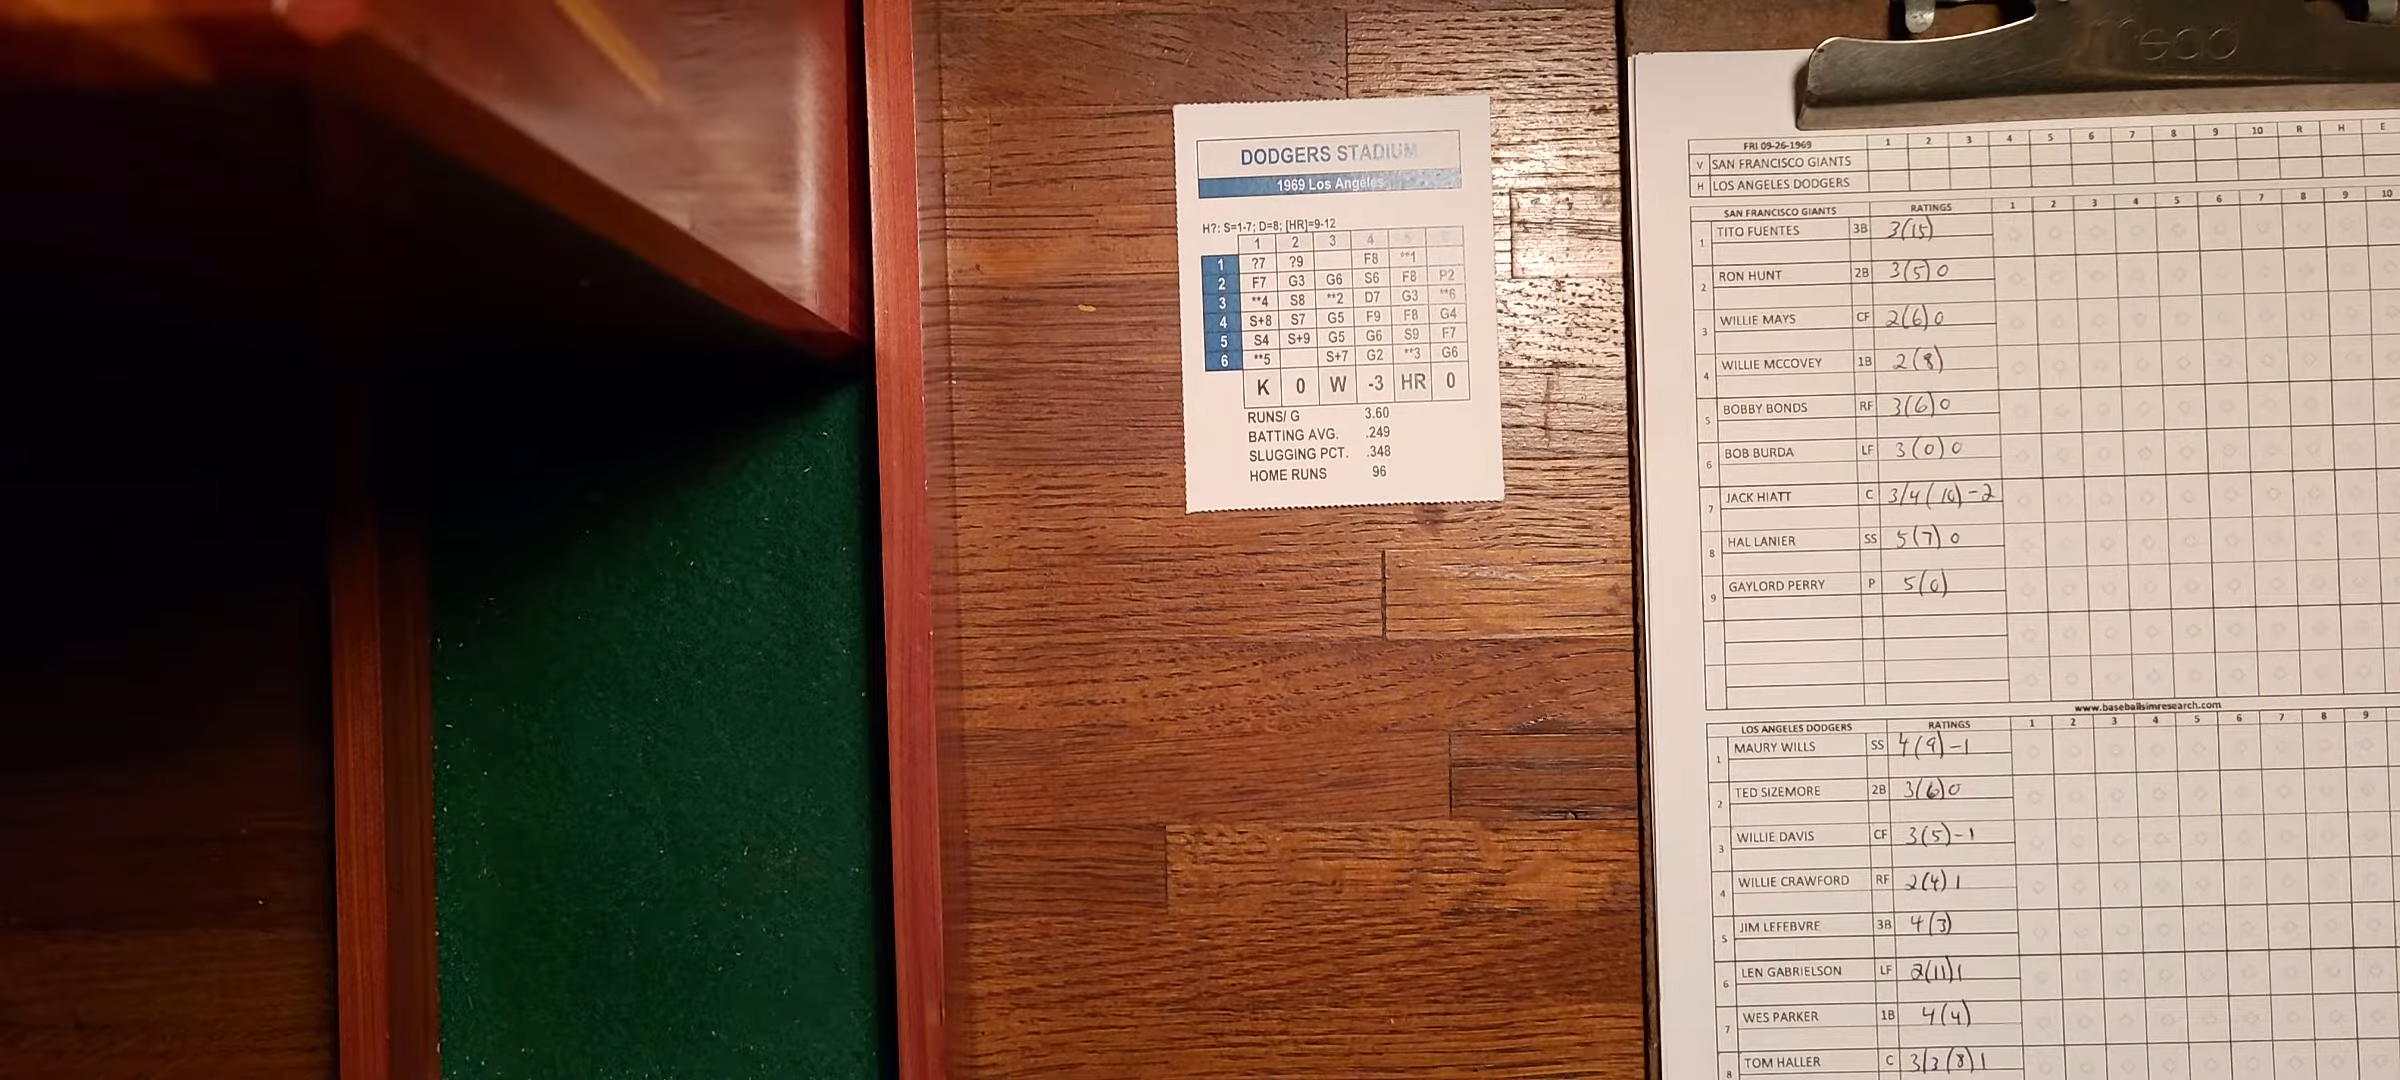 DODGERS STADIUM
1969 Los Angeles
H?: S=1-7; D=8; [HR]=9-12
1 2 3 4 5
1 ?7 ?9 F8 **1
2 F7 G3 G6 S6 F8 P2
3 **4 S8 **2 D7 G3 **6
4 S+8 S7 G5 F9 F8 G4
5 S4 S+9 G5 G6 S9 F7
6 **5 S+7 G2 **3 G6
K 0 W -3 HR 0
RUNS/ G 3.60
BATTING AVG. .249
SLUGGING PCT. .348
HOME RUNS 96
Mead
FRI 09-26-1969 1 2 3 4 5 6 7 8 9 10 R H E
V SAN FRANCISCO GIANTS
H LOS ANGELES DODGERS
SAN FRANCISCO GIANTS RATINGS 1 2 3 4 5 6 7 8 9 10
1 TITO FUENTES 3B 3(15)
2 RON HUNT 2B 3(5)0
3 WILLIE MAYS CF 2(6)0
4 WILLIE MCCOVEY 1B 2(8)
5 BOBBY BONDS RF 3(6)0
6 BOB BURDA LF 3(0)0
7 JACK HIATT C 3/4(10)-2
8 HAL LANIER SS 5(7)0
9 GAYLORD PERRY P 5(0)
www.baseballsimresearch.com
LOS ANGELES DODGERS RATINGS 1 2 3 4 5 6 7 8 9
1 MAURY WILLS SS 4(9)-1
2 TED SIZEMORE 2B 3(6)0
3 WILLIE DAVIS CF 3(5)-1
4 WILLIE CRAWFORD RF 2(4)1
5 JIM LEFEBVRE 3B 4(3)
6 LEN GABRIELSON LF 2(11)1
7 WES PARKER 1B 4(4)
8 TOM HALLER C 3/3(8)1